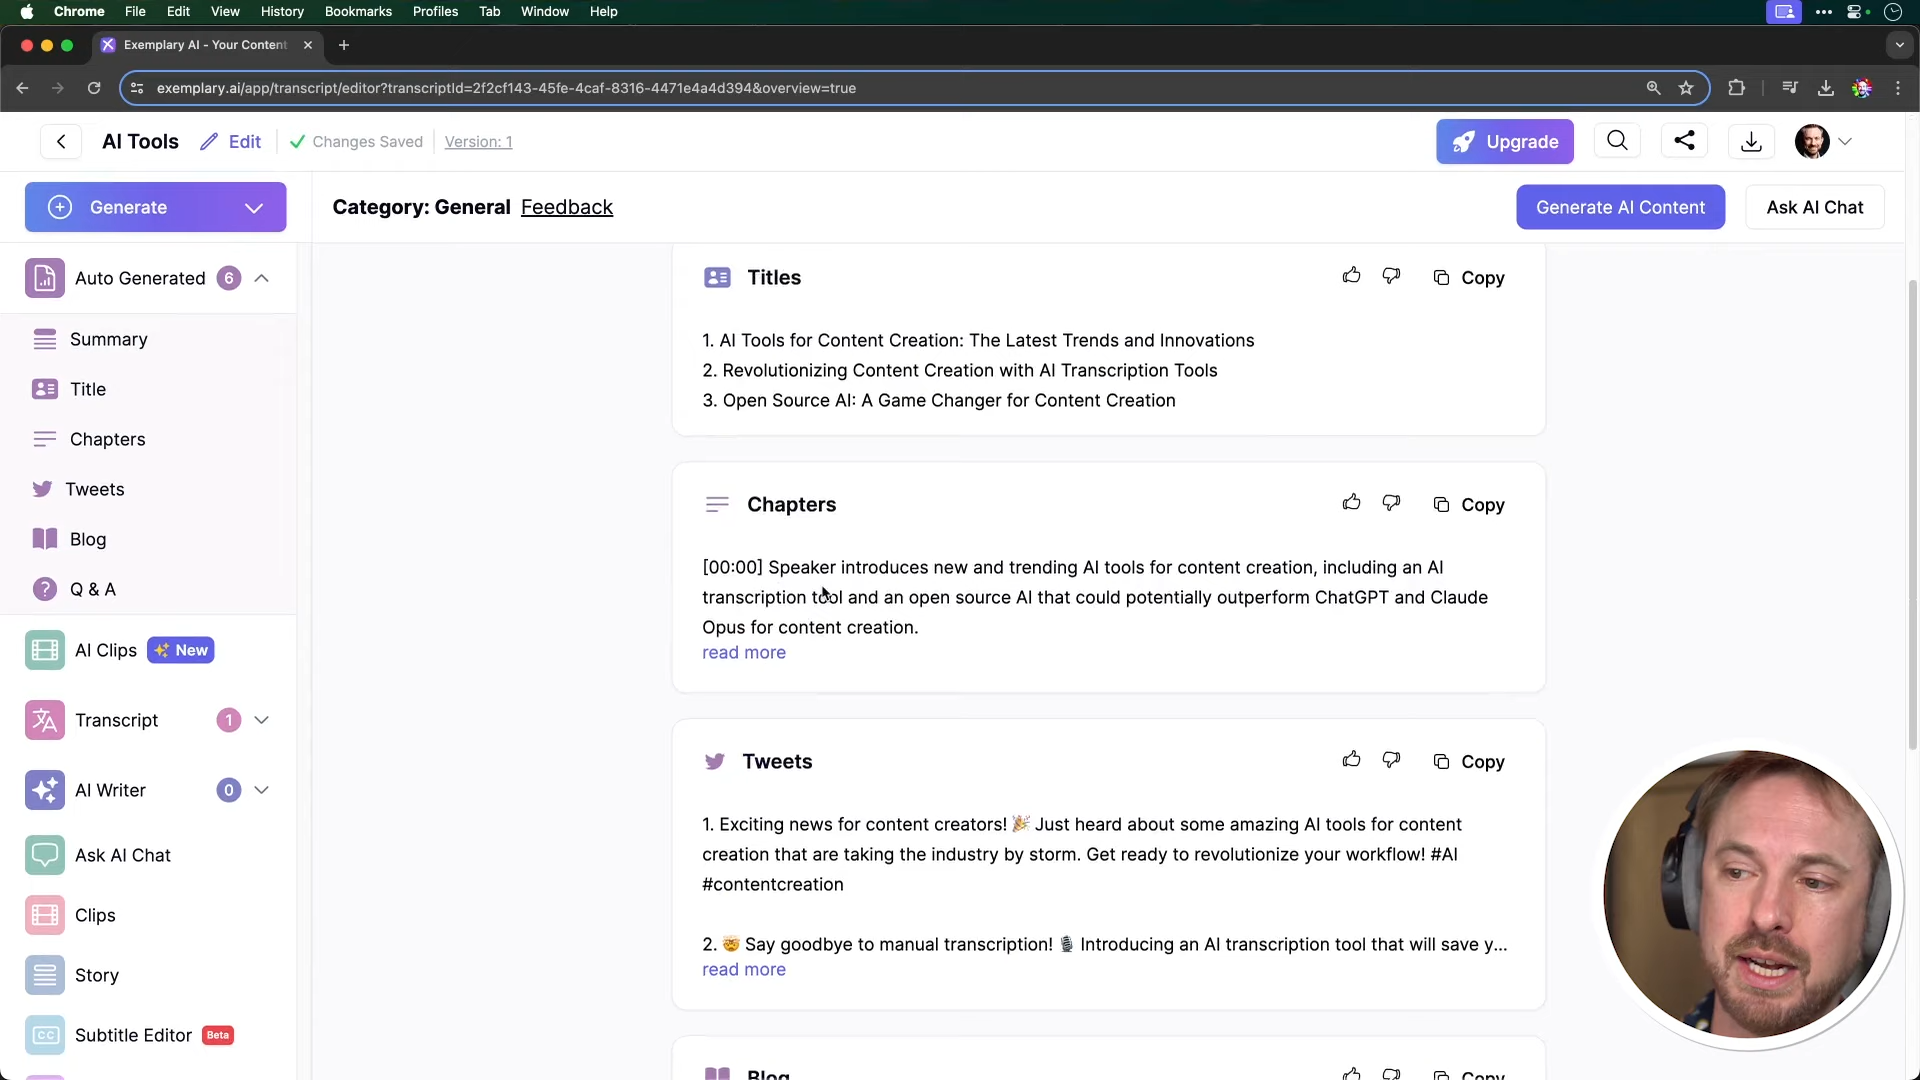 Chrome File Edit View History Bookmarks Profiles Tab Window Help
Exemplary AI - Your Content
exemplary.ai/app/transcript/editor?transcriptId=2f2cf143-45fe-4caf-8316-4471e4a4d394&overview=true
AI Tools Edit Changes Saved Version: 1 Upgrade
Generate
Category: General Feedback Generate AI Content Ask AI Chat
Auto Generated 6
Summary
Title
Chapters
Tweets
Blog
? Q & A
AI Clips New
Transcript 1
AI Writer 0
Ask AI Chat
Clips
Story
CC Subtitle Editor Beta
Titles Copy
1. AI Tools for Content Creation: The Latest Trends and Innovations
2. Revolutionizing Content Creation with AI Transcription Tools
3. Open Source AI: A Game Changer for Content Creation
Chapters Copy
[00:00] Speaker introduces new and trending AI tools for content creation, including an AI
transcription tool and an open source AI that could potentially outperform ChatGPT and Claude
Opus for content creation.
read more
Tweets Copy
1. Exciting news for content creators! 🎉 Just heard about some amazing AI tools for content
creation that are taking the industry by storm. Get ready to revolutionize your workflow! #AI
#contentcreation
2. 🤯 Say goodbye to manual transcription! 🎙️ Introducing an AI transcription tool that will save y...
read more
Blog Copy